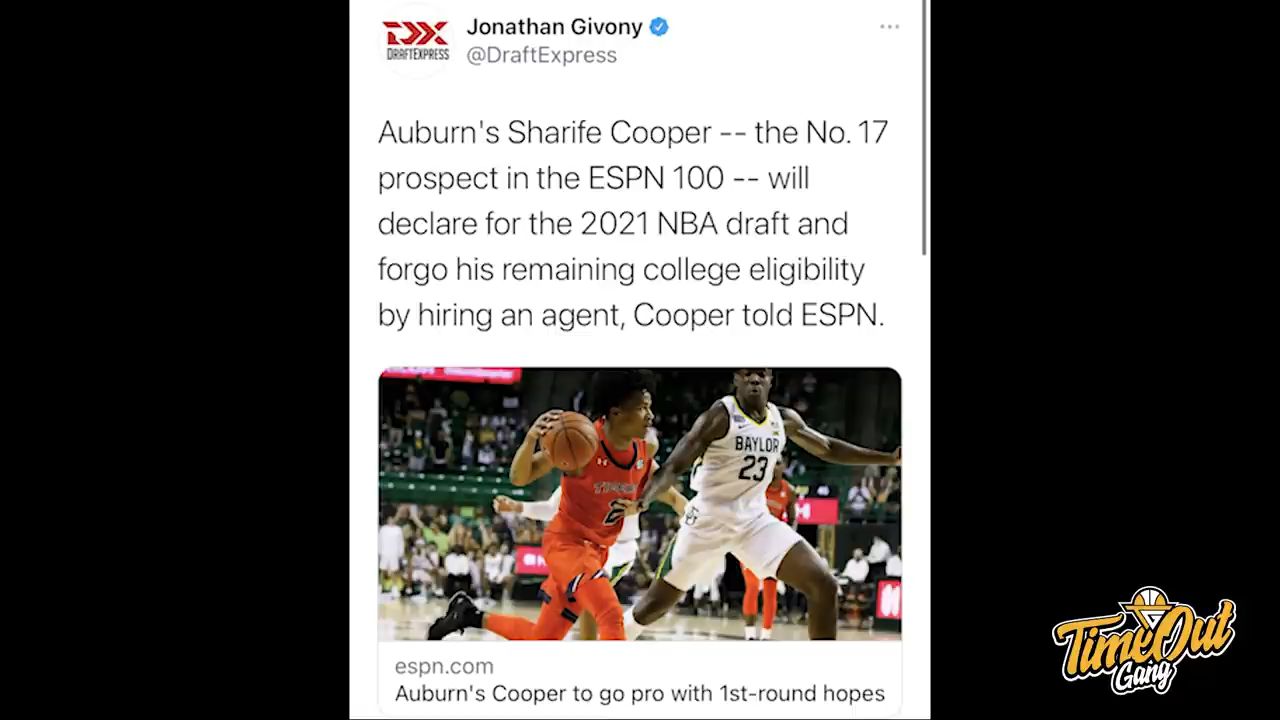 Jonathan Givony
DRAFTEXPRESS
@DraftExpress
Auburn's Sharife Cooper -- the No. 17
prospect in the ESPN 100 -- will
declare for the 2021 NBA draft and
forgo his remaining college eligibility
by hiring an agent, Cooper told ESPN.
BAYLOR
23
2
espn.com
Auburn's Cooper to go pro with 1st-round hopes
TimeOut
Gang